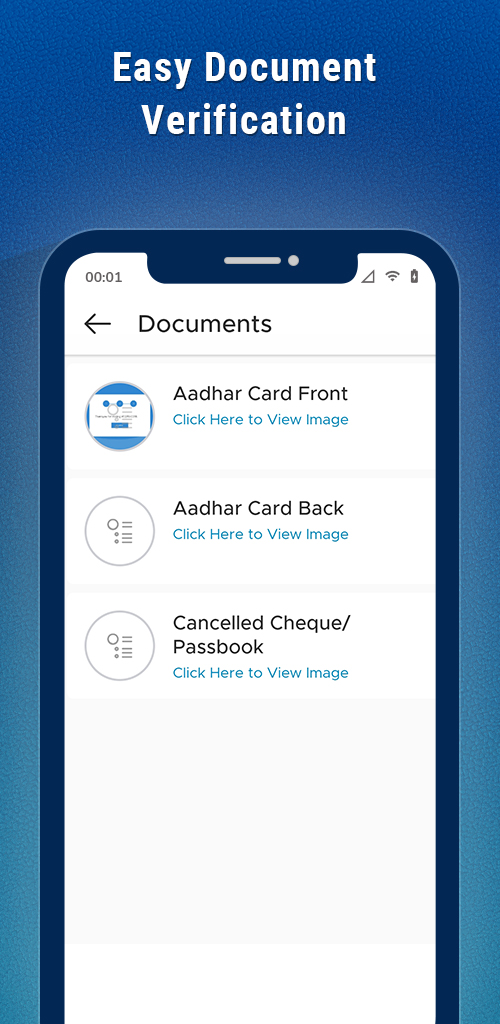 Easy Document
Verification
00:01
Documents
Aadhar Card Front
Click Here to View Image
Aadhar Card Back
Click Here to View Image
Cancelled Cheque/
Passbook
Click Here to View Image